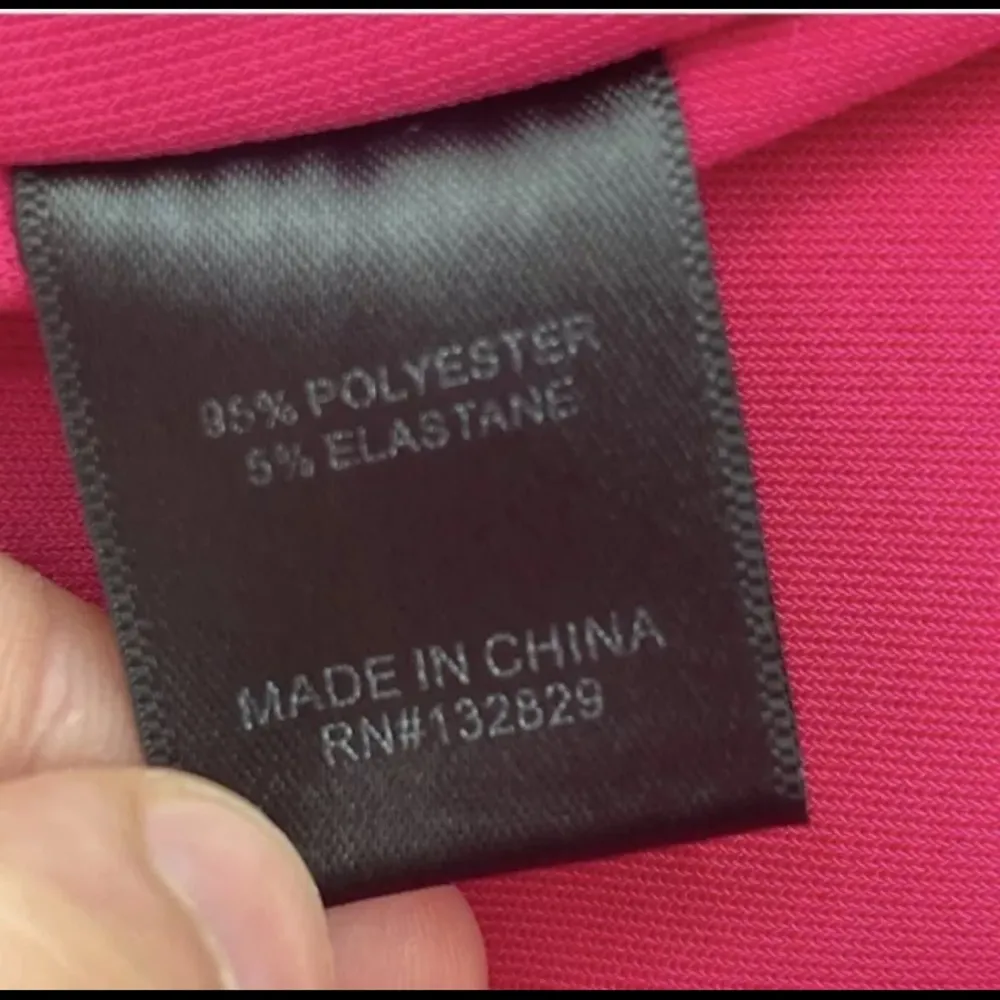 95% POLYESTER
5% ELASTANE
MADE IN CHINA
RN#132829